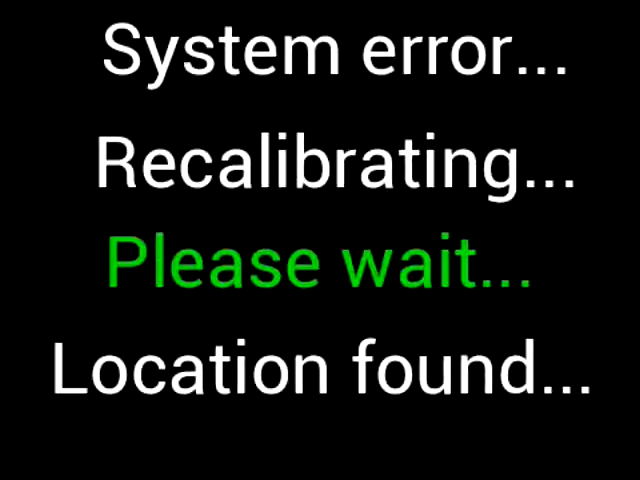 System error...
Recalibrating...
Please wait...
Location found...